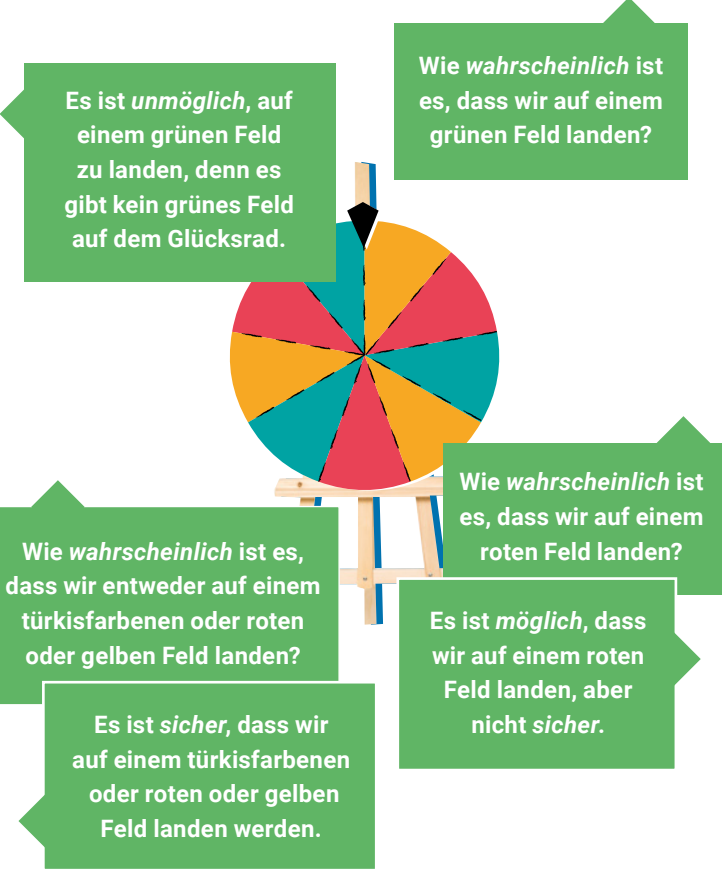 Wie wahrscheinlich ist
es, dass wir auf einem
grünen Feld landen?
Es ist unmöglich, auf
einem grünen Feld
zu landen, denn es
gibt kein grünes Feld
auf dem Glücksrad.
Wie wahrscheinlich ist
es, dass wir auf einem
roten Feld landen?
Es ist möglich, dass
wir auf einem roten
Feld landen, aber
nicht sicher.
Wie wahrscheinlich ist es,
dass wir entweder auf einem
türkisfarbenen oder roten
oder gelben Feld landen?
Es ist sicher, dass wir
auf einem türkisfarbenen
oder roten oder gelben
Feld landen werden.